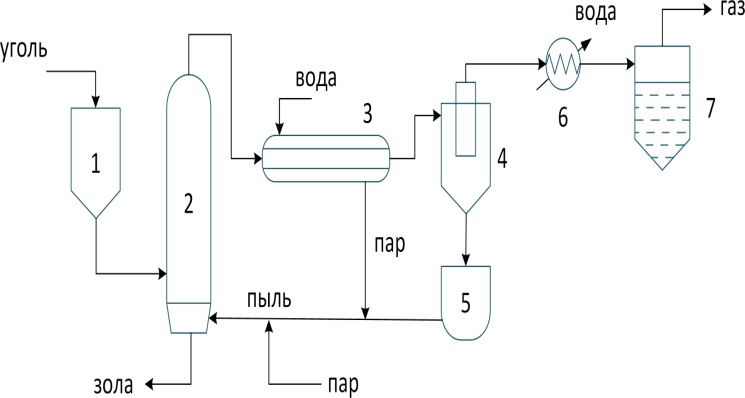 газ
вода
уголь
вода
3
6
7
1
4
2
пар
пыль
5
зола
пар